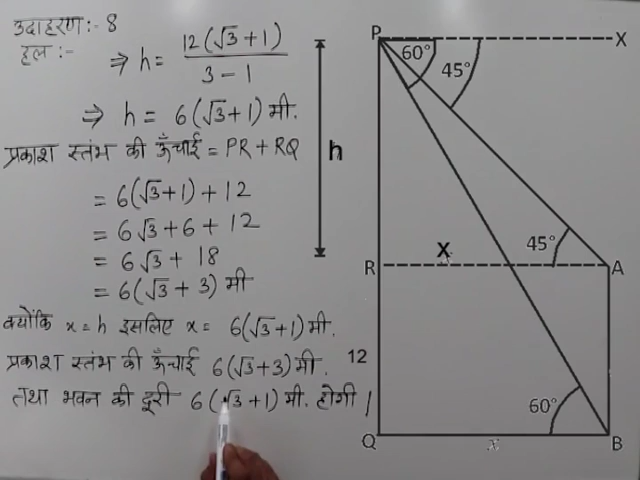 उदाहरण:- 8
हल :-
⇒ h = 12(√3+1) / 3-1
⇒ h = 6(√3+1) मी.
प्रकाश स्तंभ की ऊँचाई = PR + RQ
= 6(√3+1) + 12
= 6√3 + 6 + 12
= 6√3 + 18
= 6(√3 + 3) मी
क्योंकि x = h इसलिए x = 6(√3+1) मी.
प्रकाश स्तंभ की ऊँचाई 6(√3+3) मी.
तथा भवन की दूरी 6(√3+1) मी. होगी |
P
X
60°
45°
h
X
45°
R
A
12
60°
Q
x
B